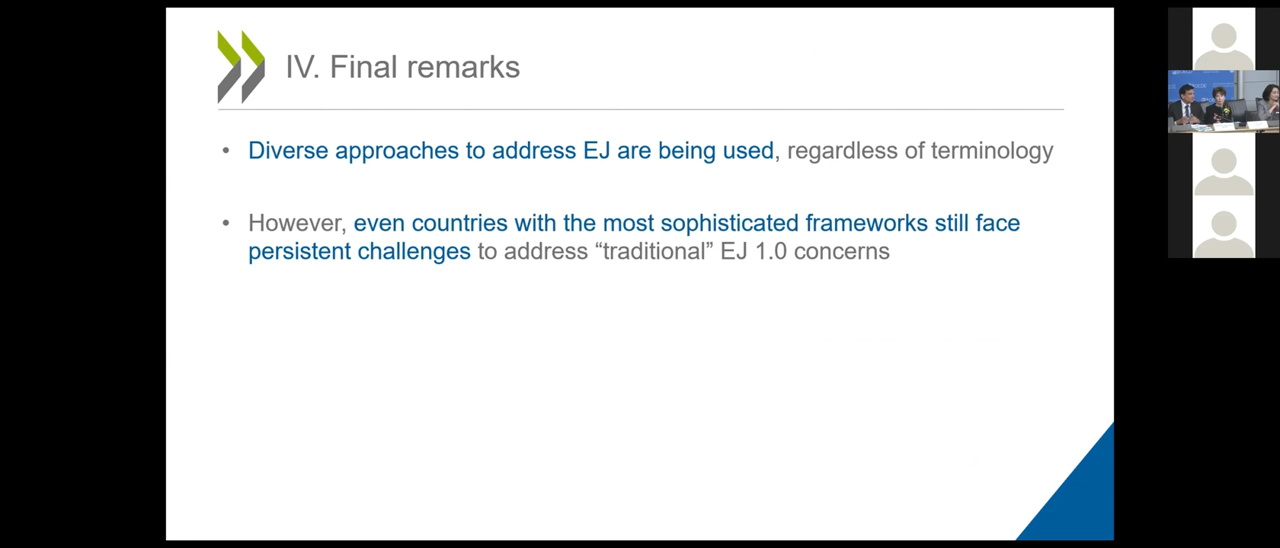 IV. Final remarks
• Diverse approaches to address EJ are being used, regardless of terminology
• However, even countries with the most sophisticated frameworks still face
persistent challenges to address “traditional” EJ 1.0 concerns